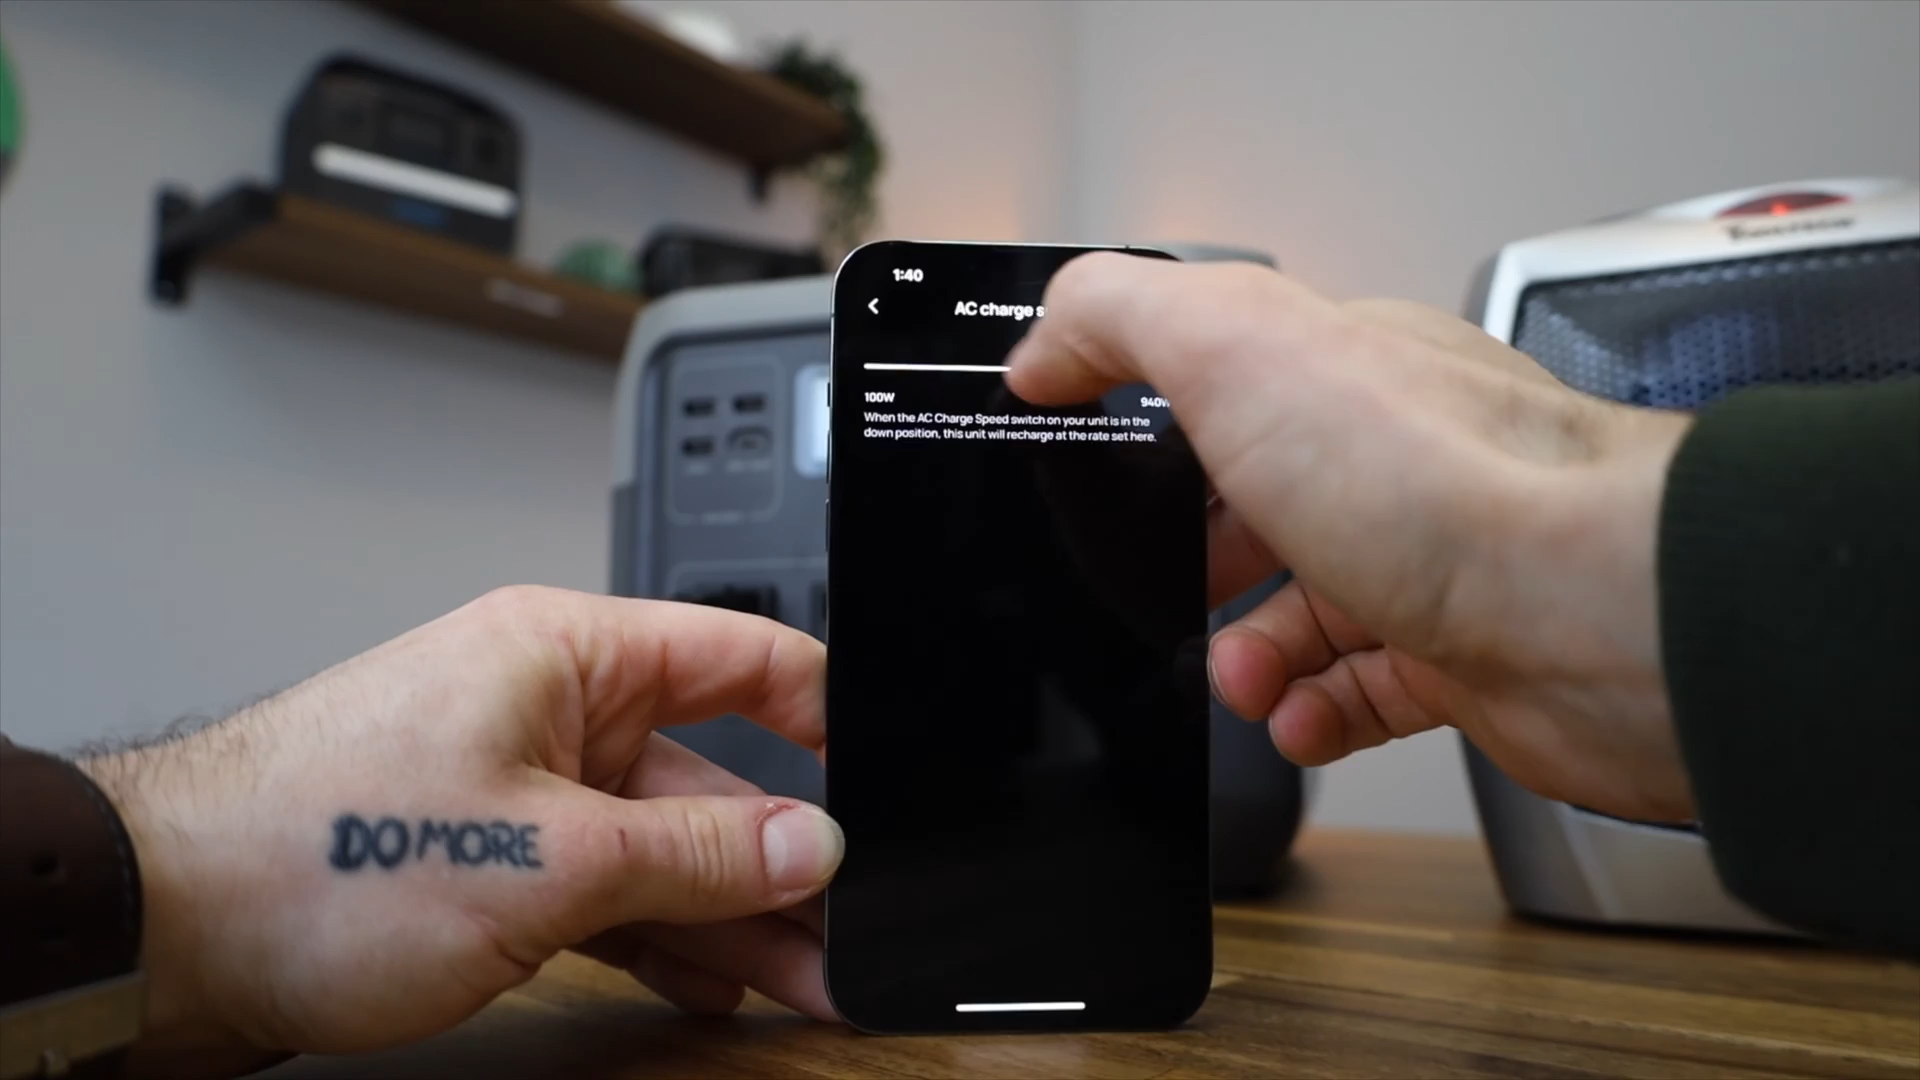 1:40
AC charge s
100W
940W
When the AC Charge Speed switch on your unit is in the
down position, this unit will recharge at the rate set here.
DO MORE